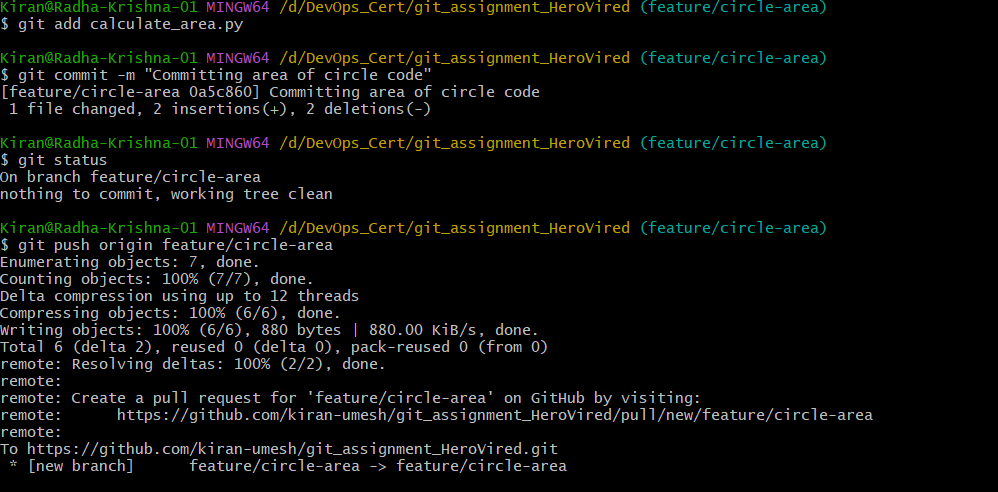 Kiran@Radha-Krishna-01 MINGW64 /d/DevOps_Cert/git_assignment_HeroVired (feature/circle-area)
$ git add calculate_area.py
Kiran@Radha-Krishna-01 MINGW64 /d/DevOps_Cert/git_assignment_HeroVired (feature/circle-area)
$ git commit -m "Committing area of circle code"
[feature/circle-area 0a5c860] Committing area of circle code
 1 file changed, 2 insertions(+), 2 deletions(-)
Kiran@Radha-Krishna-01 MINGW64 /d/DevOps_Cert/git_assignment_HeroVired (feature/circle-area)
$ git status
On branch feature/circle-area
nothing to commit, working tree clean
Kiran@Radha-Krishna-01 MINGW64 /d/DevOps_Cert/git_assignment_HeroVired (feature/circle-area)
$ git push origin feature/circle-area
Enumerating objects: 7, done.
Counting objects: 100% (7/7), done.
Delta compression using up to 12 threads
Compressing objects: 100% (6/6), done.
Writing objects: 100% (6/6), 880 bytes | 880.00 KiB/s, done.
Total 6 (delta 2), reused 0 (delta 0), pack-reused 0 (from 0)
remote: Resolving deltas: 100% (2/2), done.
remote:
remote: Create a pull request for 'feature/circle-area' on GitHub by visiting:
remote:      https://github.com/kiran-umesh/git_assignment_HeroVired/pull/new/feature/circle-area
remote:
To https://github.com/kiran-umesh/git_assignment_HeroVired.git
 * [new branch]      feature/circle-area -> feature/circle-area